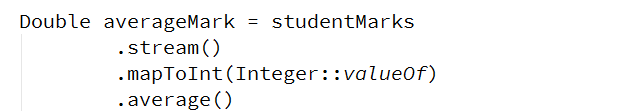 Double averageMark = studentMarks
.stream()
.mapToInt(Integer::valueOf)
.average()